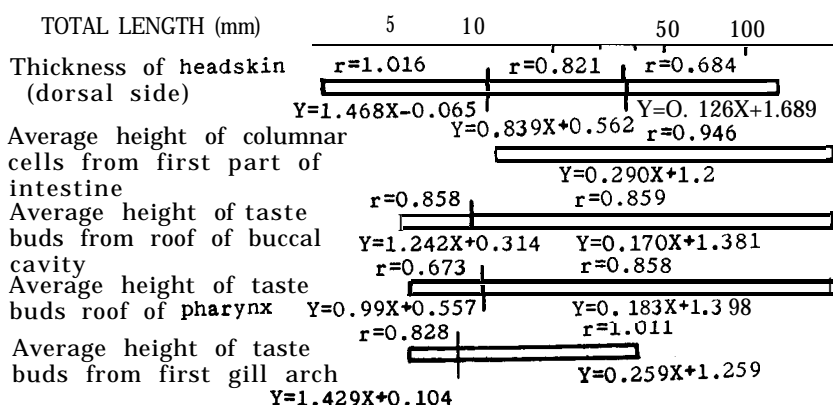 TOTAL LENGTH (mm) 5 10 50 100
Thickness of headskin r=1.016 r=0.821 r=0.684
(dorsal side)
Y=1.468X-0.065 Y=0.839X+0.562 Y=0. 126X+1.689
Average height of columnar r=0.946
cells from first part of
intestine Y=0.290X+1.2
Average height of taste r=0.858 r=0.859
buds from roof of buccal Y=1.242X+0.314 Y=0.170X+1.381
cavity
Average height of taste r=0.673 r=0.858
buds roof of pharynx Y=0.99X+0.557 Y=0. 183X+1.398
Average height of taste r=0.828 r=1.011
buds from first gill arch Y=0.259X+1.259
Y=1.429X+0.104